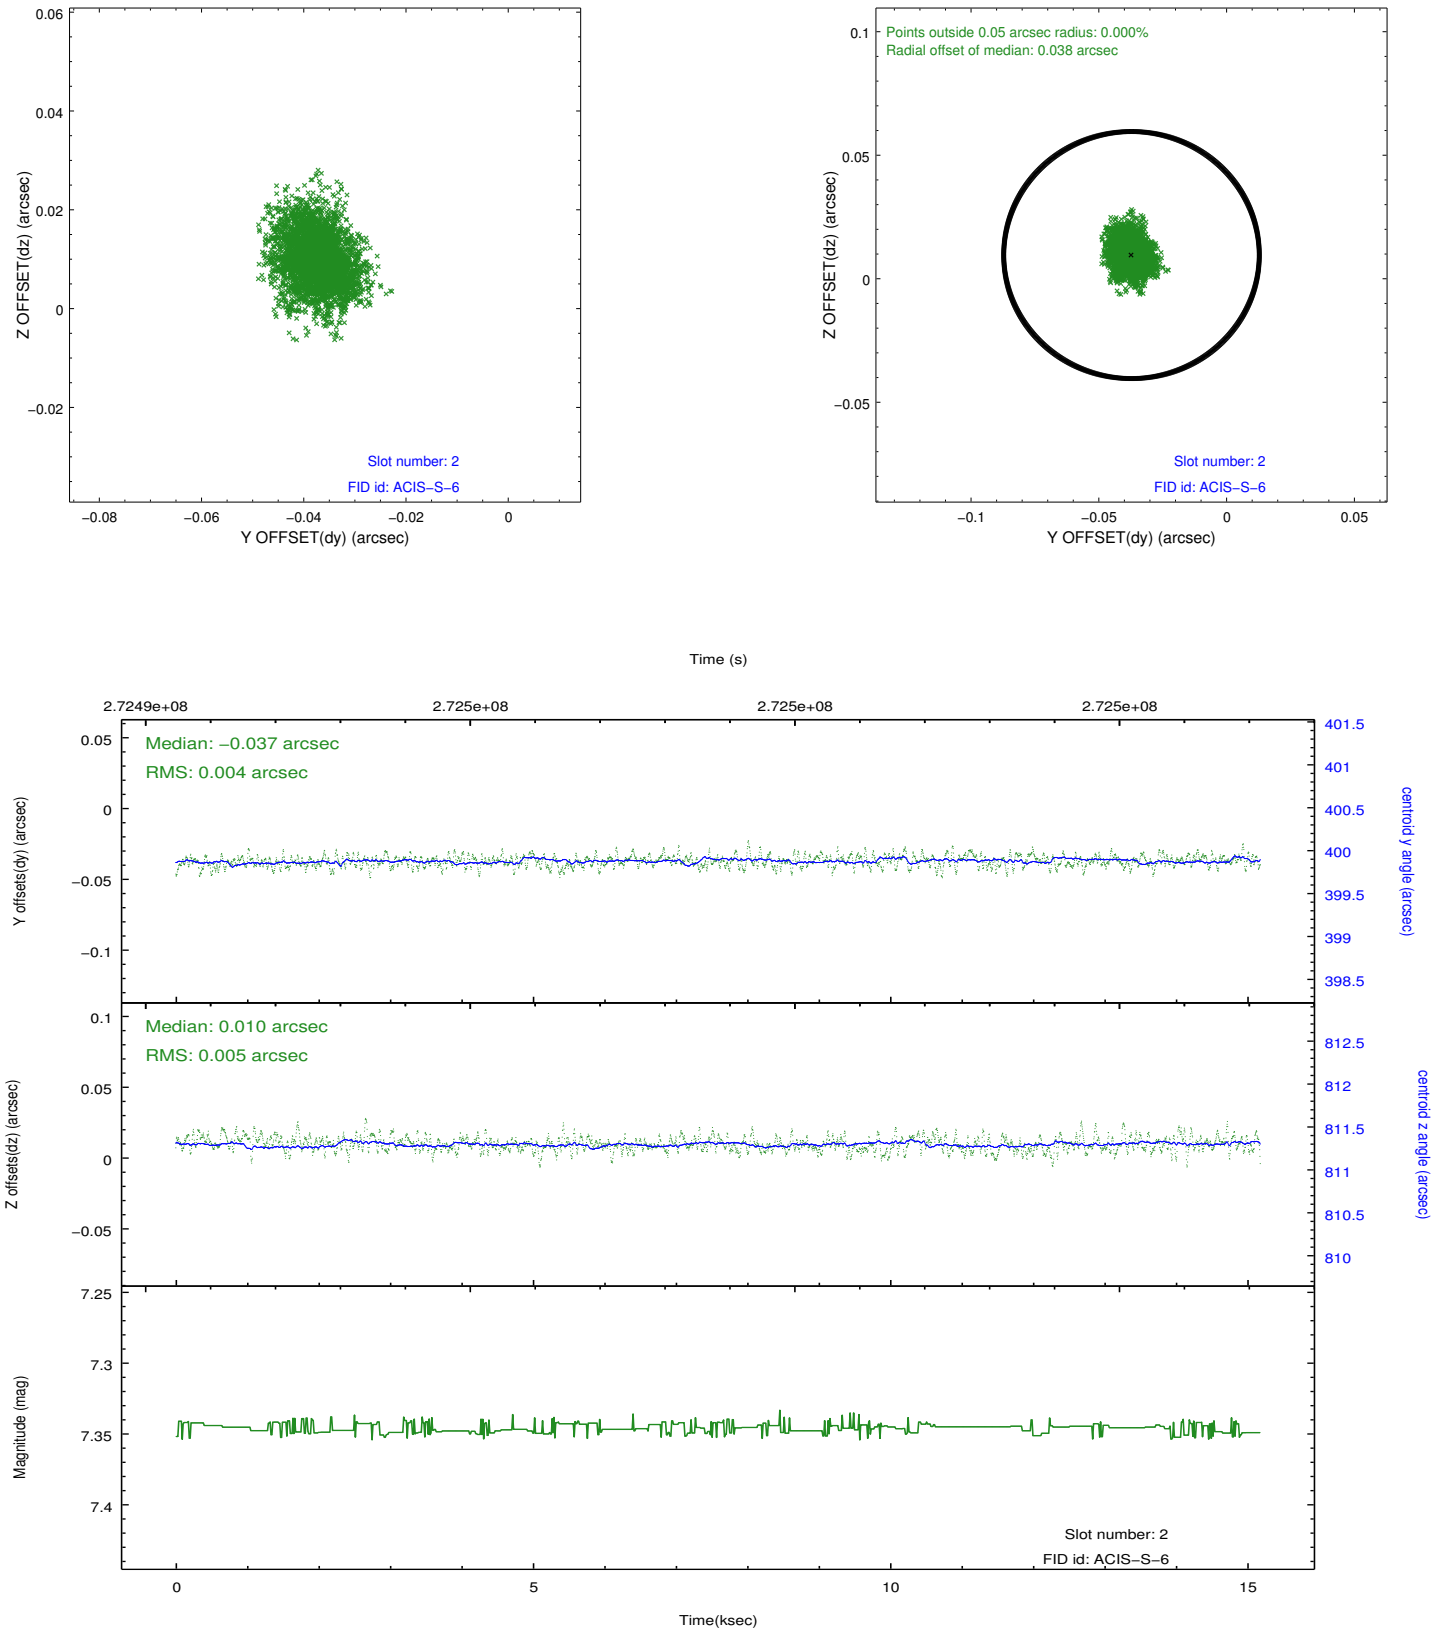 0.06
0.04
0.02
0
−0.02
Z OFFSET(dz) (arcsec)
Slot number: 2
FID id: ACIS−S−6
−0.08 −0.06 −0.04 −0.02 0
Y OFFSET(dy) (arcsec)
Points outside 0.05 arcsec radius: 0.000%
Radial offset of median: 0.038 arcsec
0.1
0.05
0
−0.05
Z OFFSET(dz) (arcsec)
Slot number: 2
FID id: ACIS−S−6
−0.1 −0.05 0 0.05
Y OFFSET(dy) (arcsec)
Time (s)
2.7249e+08 2.725e+08 2.725e+08 2.725e+08
Median: −0.037 arcsec
RMS: 0.004 arcsec
0.05
0
−0.05
−0.1
Y offsets(dy) (arcsec)
401.5
401
400.5
400
399.5
399
398.5
centroid y angle (arcsec)
Median: 0.010 arcsec
RMS: 0.005 arcsec
0.1
0.05
0
−0.05
Z offsets(dz) (arcsec)
812.5
812
811.5
811
810.5
810
centroid z angle (arcsec)
7.25
7.3
7.35
7.4
Magnitude (mag)
Slot number: 2
FID id: ACIS−S−6
0 5 10 15
Time(ksec)